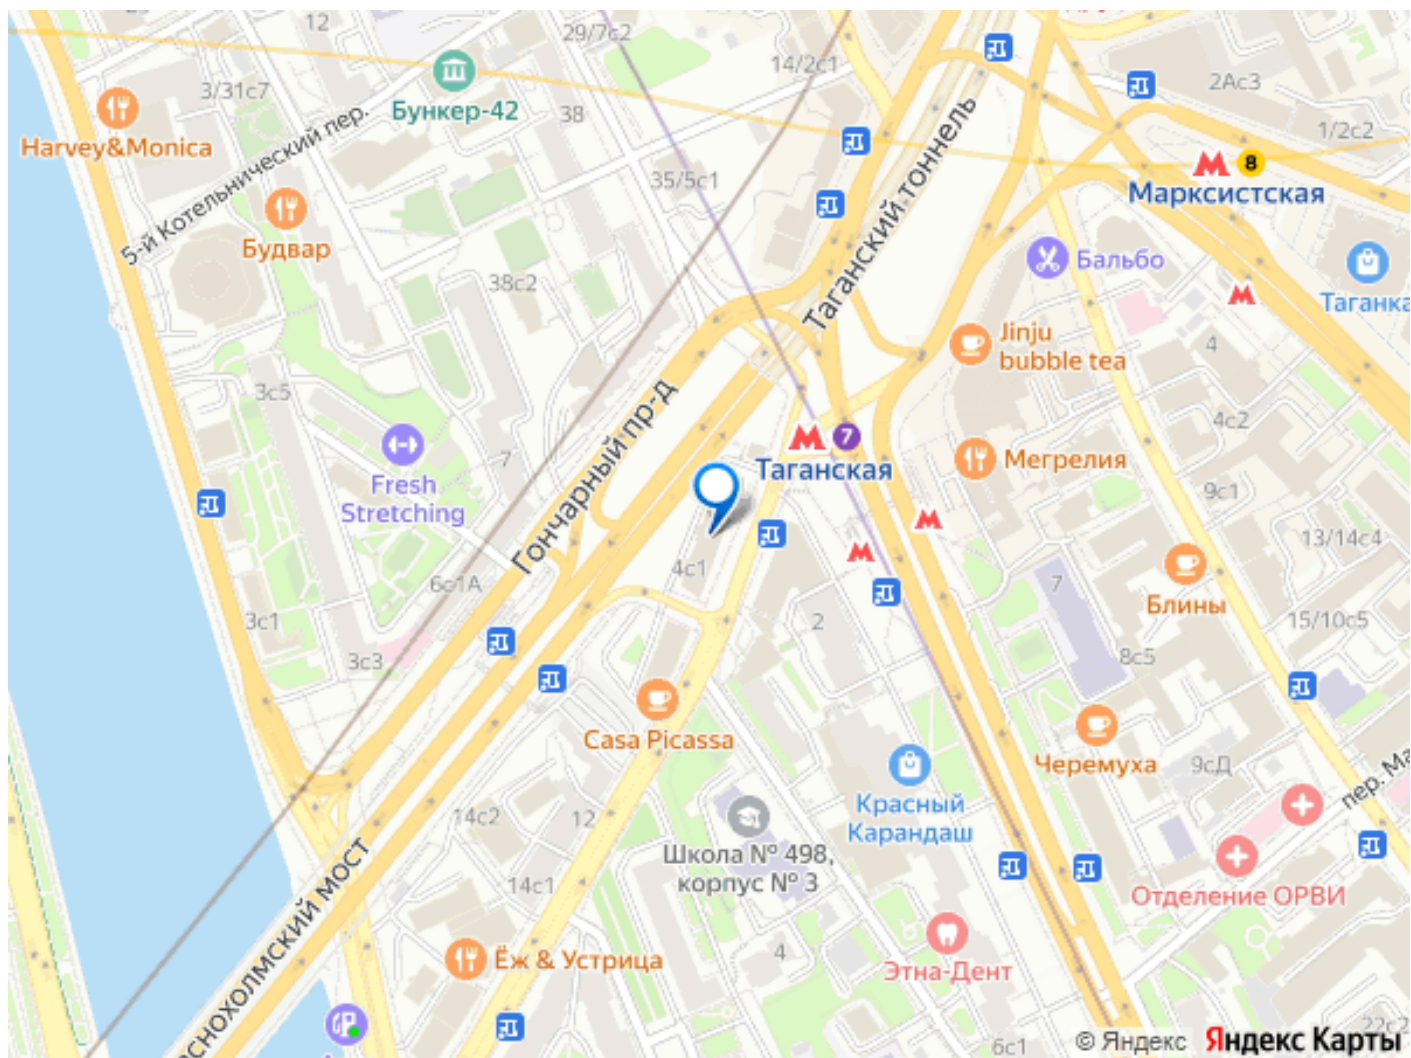 12
29/7с2
14/2с1
2Ас3
3/31с7
Бункер-42
38
1/2с2
Harvey&Monica
5-й Котельнический пер.
35/5с1
Таганский тоннель
8
Марксистская
Будвар
Бальбо
38с2
Таганка
Jinju
bubble tea
4
3с5
Гончарный пр-д
4с2
7
7
Таганская
Мегрелия
Fresh
Stretching
9с1
13/14с4
4с1
6с1А
7
Блины
3с1
2
15/10с5
3с3
8с5
Casa Picassa
Черемуха
9сД
пер. Ма
Красный
Карандаш
14с2
12
Школа № 498,
корпус № 3
14с1
Отделение ОРВИ
снохолмский мост
Ёж & Устрица
4
Этна-Дент
22с2
6с1
© Яндекс Яндекс Карты